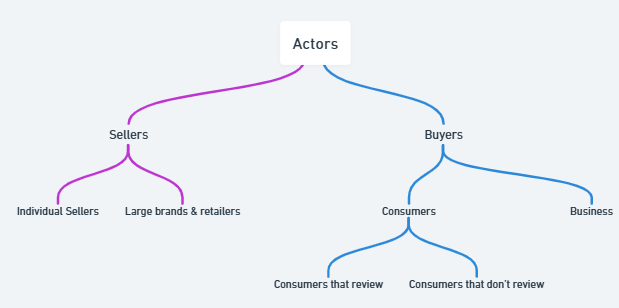 Actors
Sellers
Buyers
Individual Sellers
Large brands & retailers
Consumers
Business
Consumers that review
Consumers that don't review